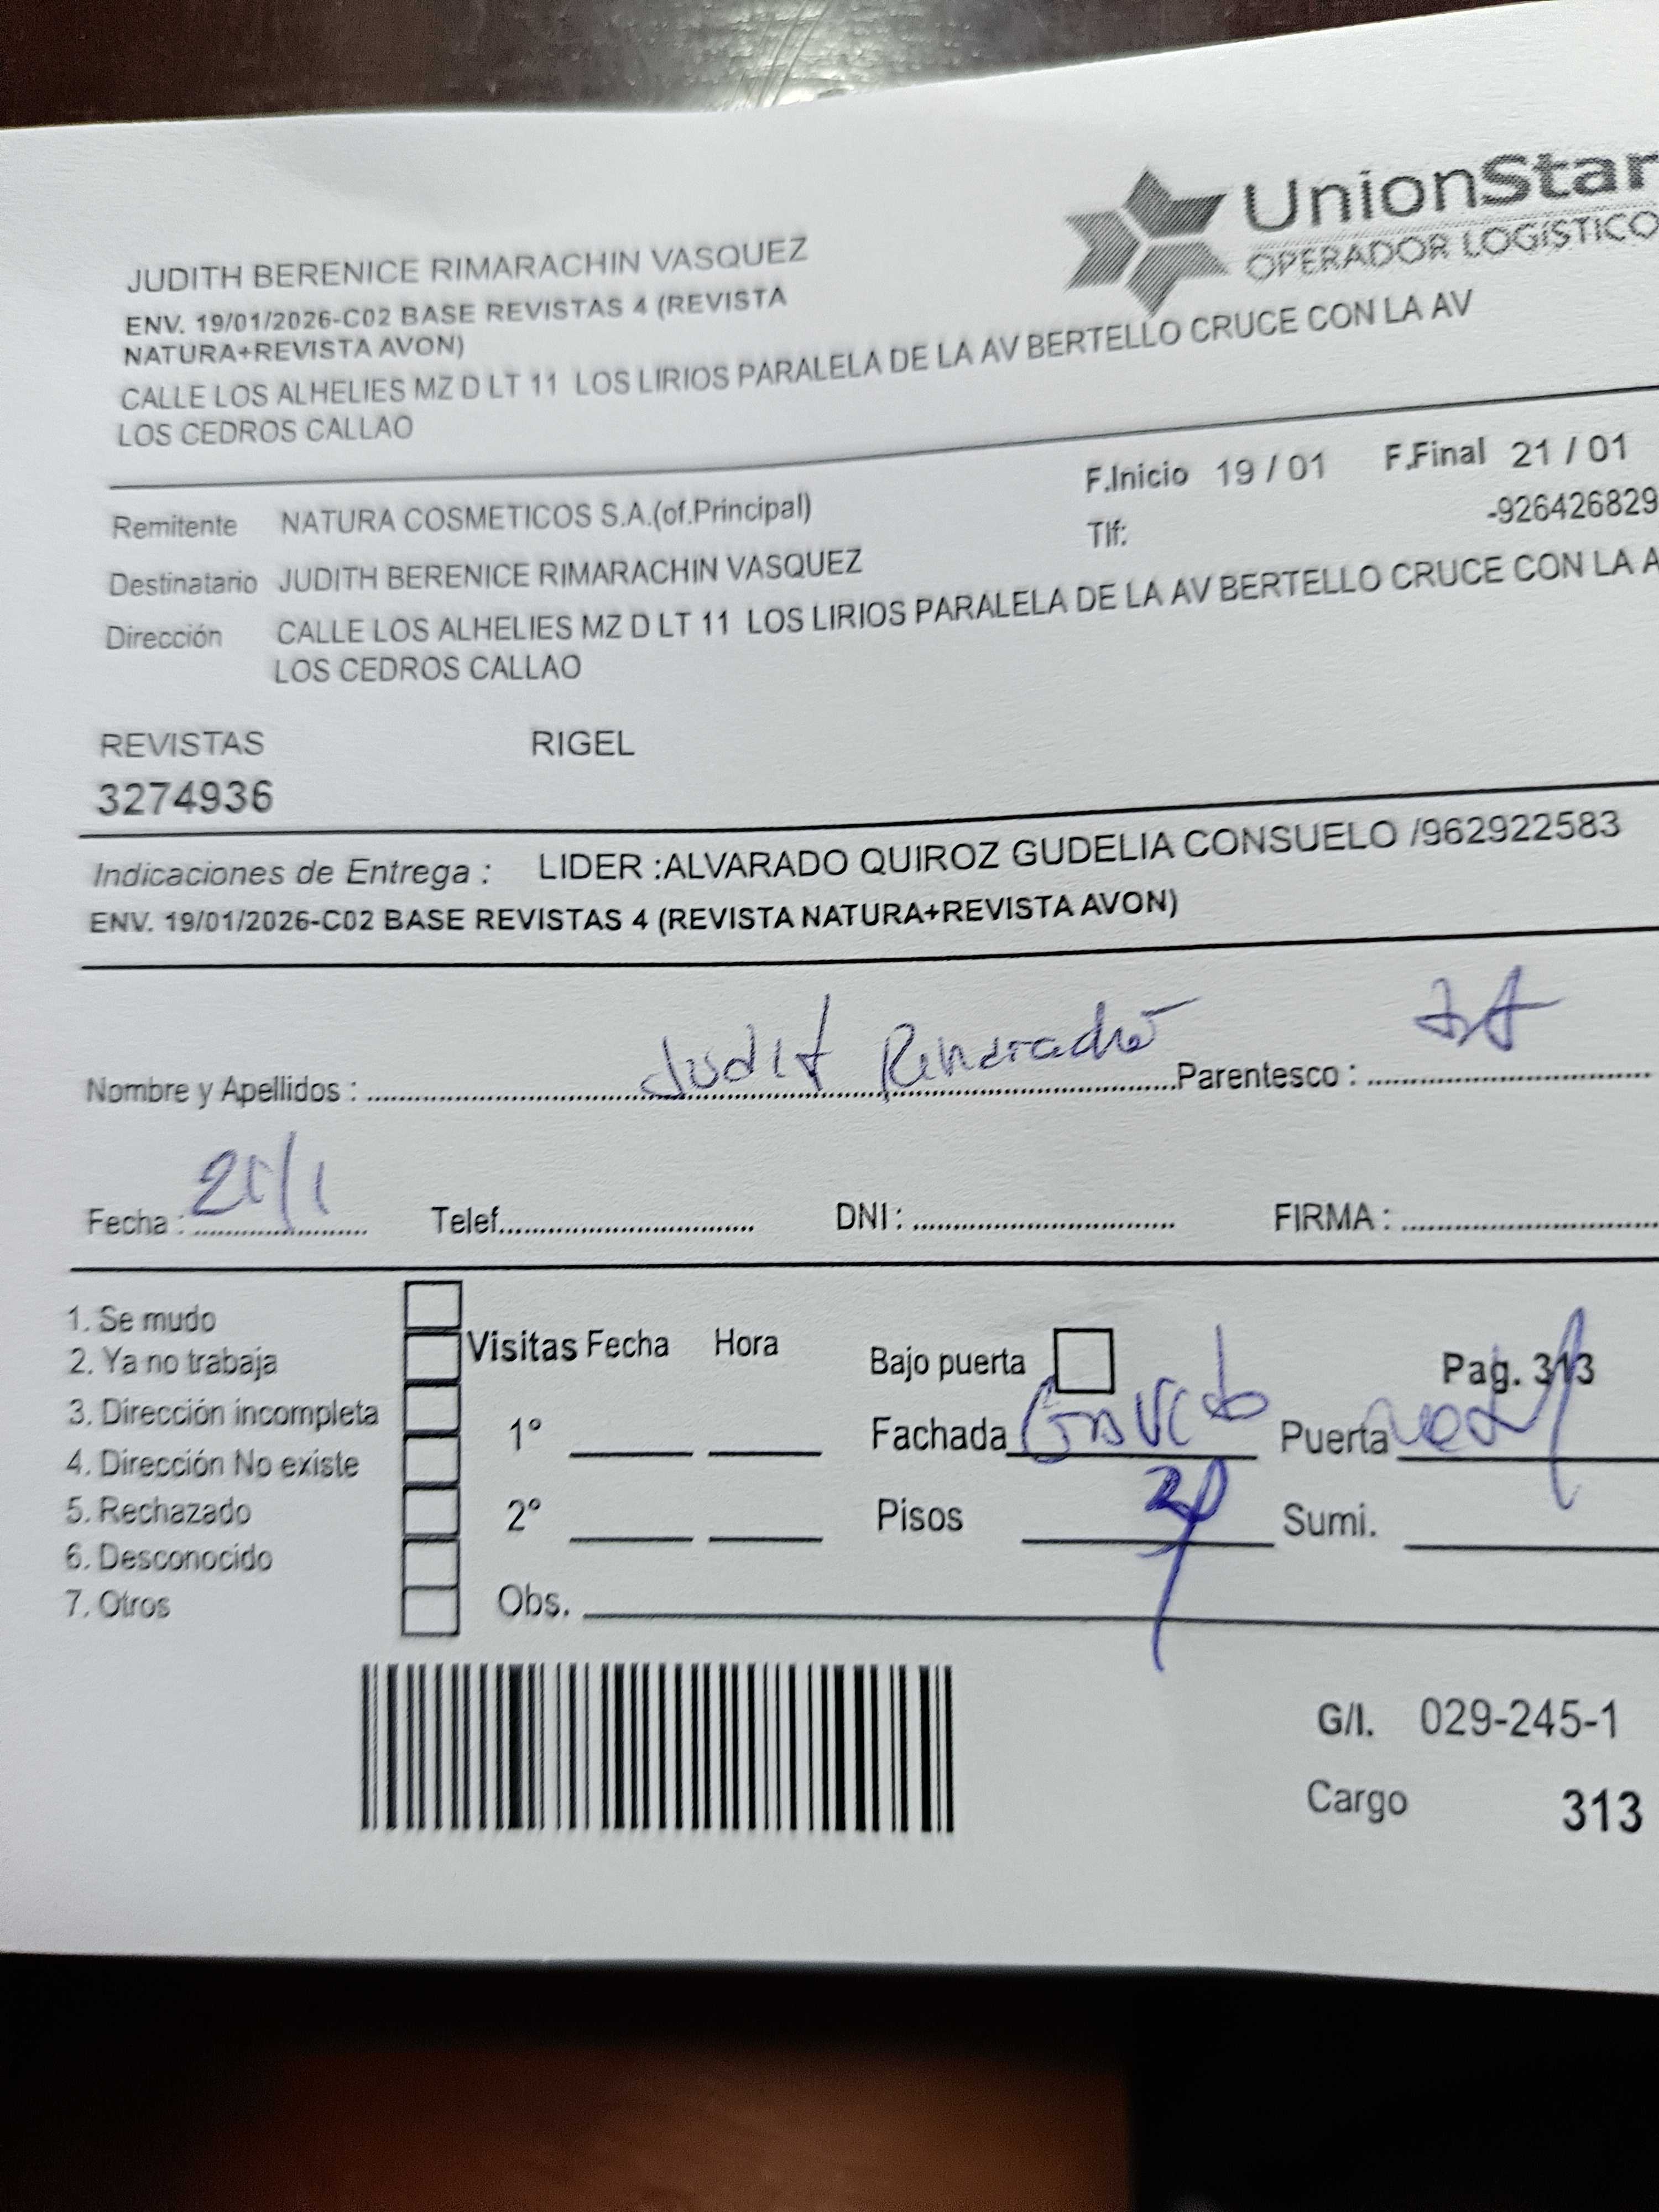 UnionStar
OPERADOR LOGÍSTICO
JUDITH BERENICE RIMARACHIN VASQUEZ
ENV. 19/01/2026-C02 BASE REVISTAS 4 (REVISTA
NATURA+REVISTA AVON)
CALLE LOS ALHELIES MZ D LT 11 LOS LIRIOS PARALELA DE LA AV BERTELLO CRUCE CON LA AV
LOS CEDROS CALLAO
F.Inicio 19 / 01 F.Final 21 / 01
Remitente NATURA COSMETICOS S.A.(of.Principal)
Tlf: -926426829
Destinatario JUDITH BERENICE RIMARACHIN VASQUEZ
Dirección CALLE LOS ALHELIES MZ D LT 11 LOS LIRIOS PARALELA DE LA AV BERTELLO CRUCE CON LA A
LOS CEDROS CALLAO
REVISTAS RIGEL
3274936
Indicaciones de Entrega : LIDER :ALVARADO QUIROZ GUDELIA CONSUELO /962922583
ENV. 19/01/2026-C02 BASE REVISTAS 4 (REVISTA NATURA+REVISTA AVON)
Nombre y Apellidos : Judit Parentesco :
Fecha : 21/1 Telef. DNI : FIRMA :
1. Se mudo
2. Ya no trabaja
3. Dirección incompleta
4. Dirección No existe
5. Rechazado
6. Desconocido
7. Otros
Visitas Fecha Hora
1°
2°
Obs.
Bajo puerta Pag. 313
Fachada Puerta
Pisos Sumi.
G/I. 029-245-1
Cargo 313